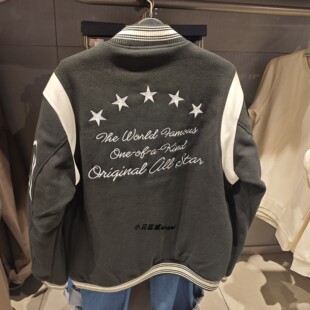 The World Famous
One-of-a-Kind
Original All Star